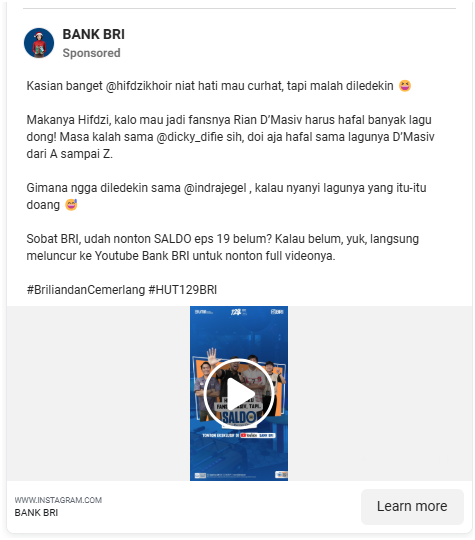 BANK BRI
Sponsored
Kasian banget @hifdzikhoir niat hati mau curhat, tapi malah diledekin 😆
Makanya Hifdzi, kalo mau jadi fansnya Rian D’Masiv harus hafal banyak lagu
dong! Masa kalah sama @dicky_difie sih, doi aja hafal sama lagunya D’Masiv
dari A sampai Z.
Gimana ngga diledekin sama @indrajegel , kalau nyanyi lagunya yang itu-itu
doang 😅
Sobat BRI, udah nonton SALDO eps 19 belum? Kalau belum, yuk, langsung
meluncur ke Youtube Bank BRI untuk nonton full videonya.
#BriliandanCemerlang #HUT129BRI
SALDO
WWW.INSTAGRAM.COM
BANK BRI
Learn more